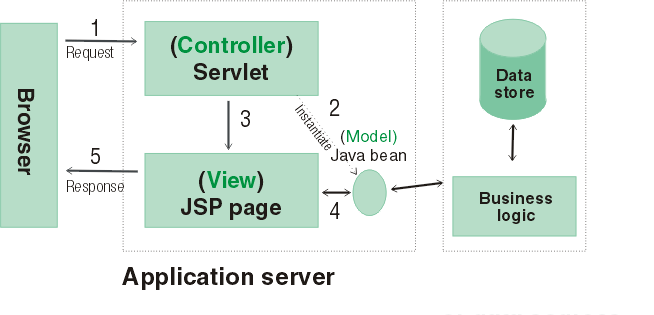 1
Request
Browser
5
Response
(Controller)
Servlet
2
Instantiate
3
(Model)
Java bean
(View)
JSP page
4
Data
store
Business
logic
Application server